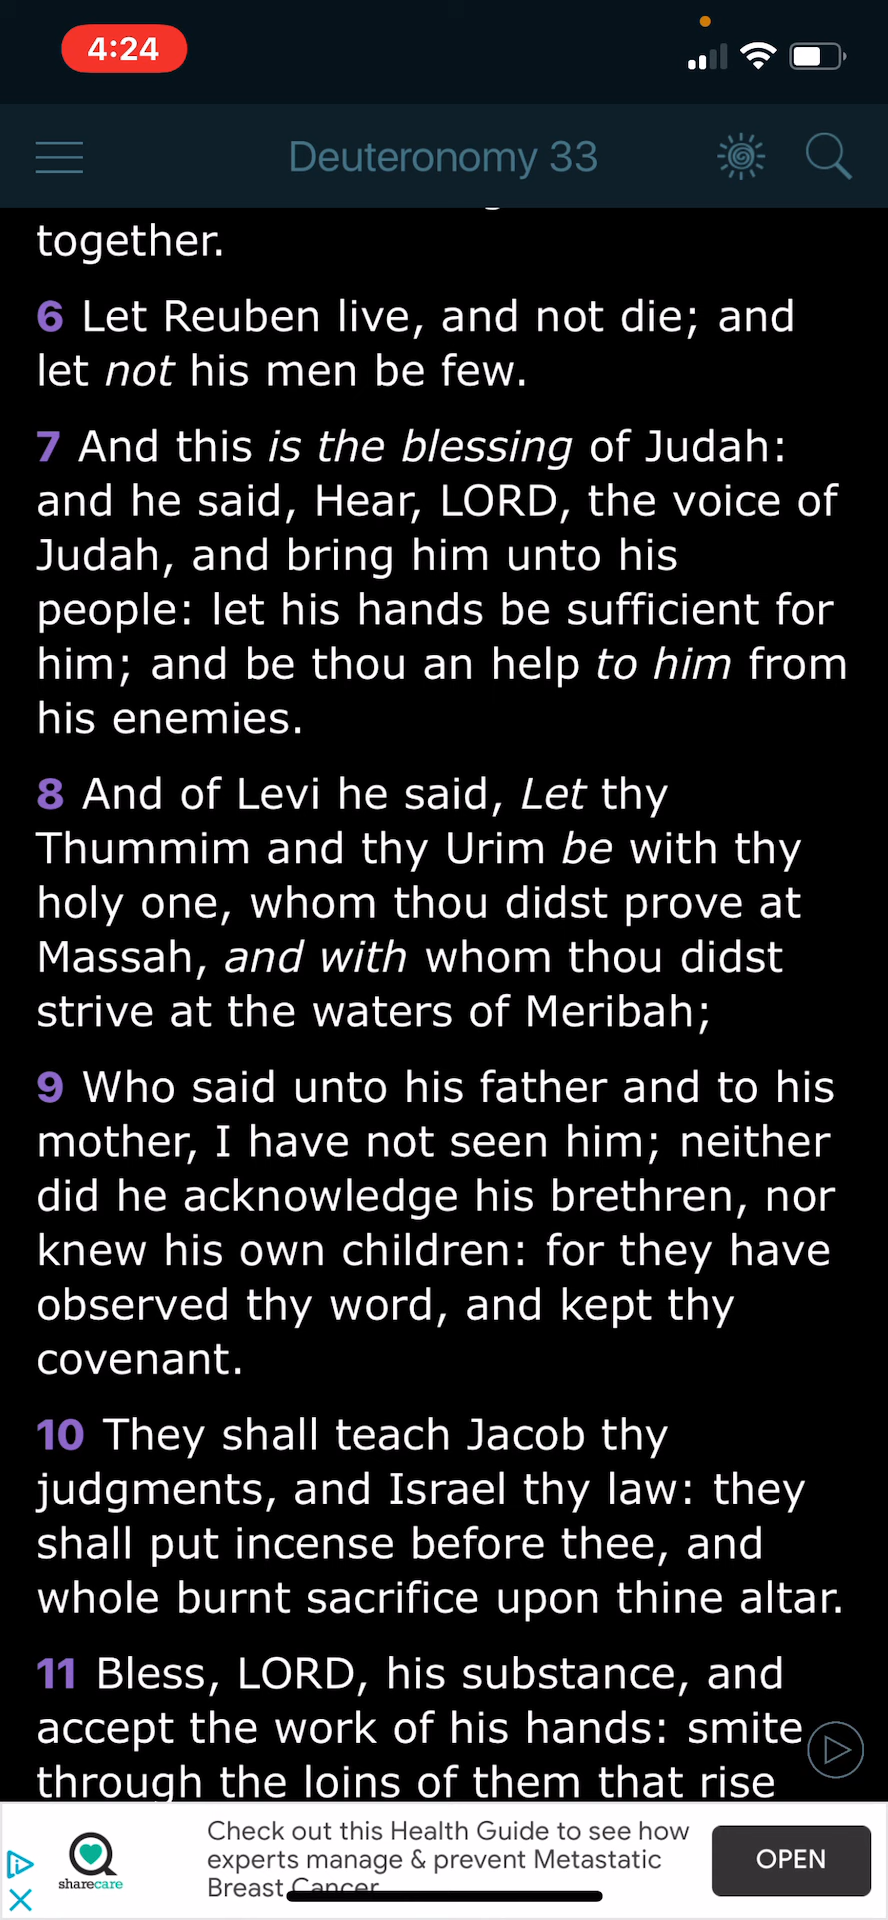 4:24
Deuteronomy 33
together.
6 Let Reuben live, and not die; and
let not his men be few.
7 And this is the blessing of Judah:
and he said, Hear, LORD, the voice of
Judah, and bring him unto his
people: let his hands be sufficient for
him; and be thou an help to him from
his enemies.
8 And of Levi he said, Let thy
Thummim and thy Urim be with thy
holy one, whom thou didst prove at
Massah, and with whom thou didst
strive at the waters of Meribah;
9 Who said unto his father and to his
mother, I have not seen him; neither
did he acknowledge his brethren, nor
knew his own children: for they have
observed thy word, and kept thy
covenant.
10 They shall teach Jacob thy
judgments, and Israel thy law: they
shall put incense before thee, and
whole burnt sacrifice upon thine altar.
11 Bless, LORD, his substance, and
accept the work of his hands: smite
through the loins of them that rise
sharecare
Check out this Health Guide to see how
experts manage & prevent Metastatic
Breast Cancer
OPEN